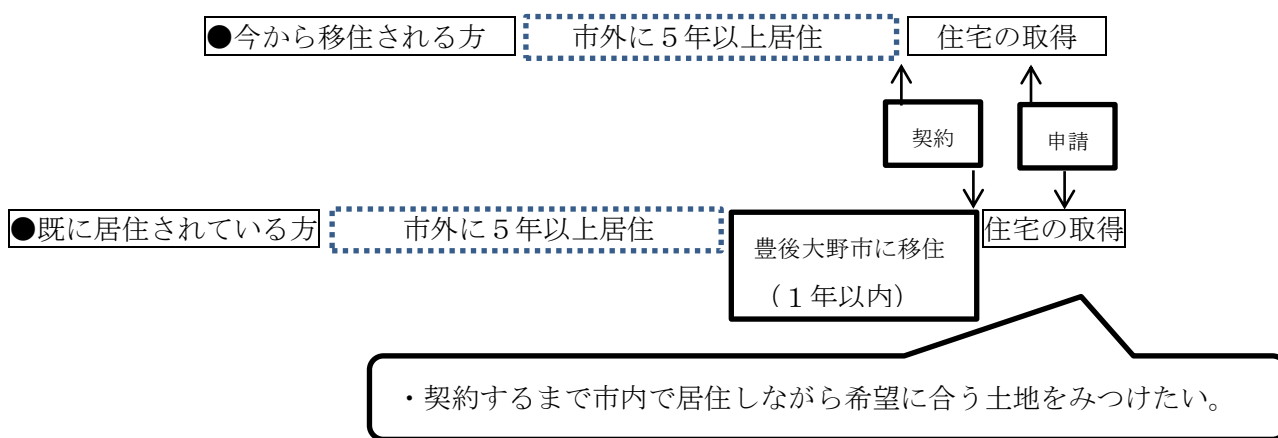 ●今から移住される方 市外に５年以上居住 住宅の取得
契約 申請
●既に居住されている方 市外に５年以上居住 豊後大野市に移住 住宅の取得
（１年以内）
・契約するまで市内で居住しながら希望に合う土地をみつけたい。